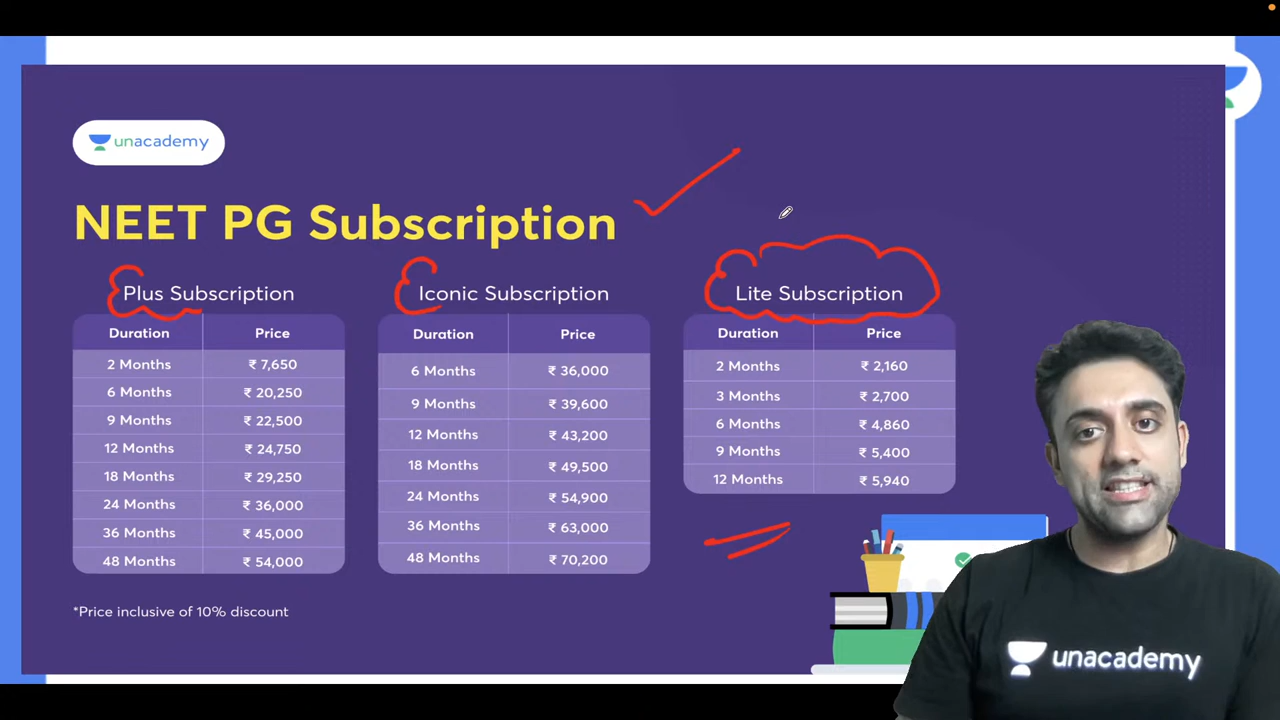 unacademy
NEET PG Subscription
Plus Subscription
Duration Price
2 Months ₹ 7,650
6 Months ₹ 20,250
9 Months ₹ 22,500
12 Months ₹ 24,750
18 Months ₹ 29,250
24 Months ₹ 36,000
36 Months ₹ 45,000
48 Months ₹ 54,000
Iconic Subscription
Duration Price
6 Months ₹ 36,000
9 Months ₹ 39,600
12 Months ₹ 43,200
18 Months ₹ 49,500
24 Months ₹ 54,900
36 Months ₹ 63,000
48 Months ₹ 70,200
Lite Subscription
Duration Price
2 Months ₹ 2,160
3 Months ₹ 2,700
6 Months ₹ 4,860
9 Months ₹ 5,400
12 Months ₹ 5,940
*Price inclusive of 10% discount
unacademy